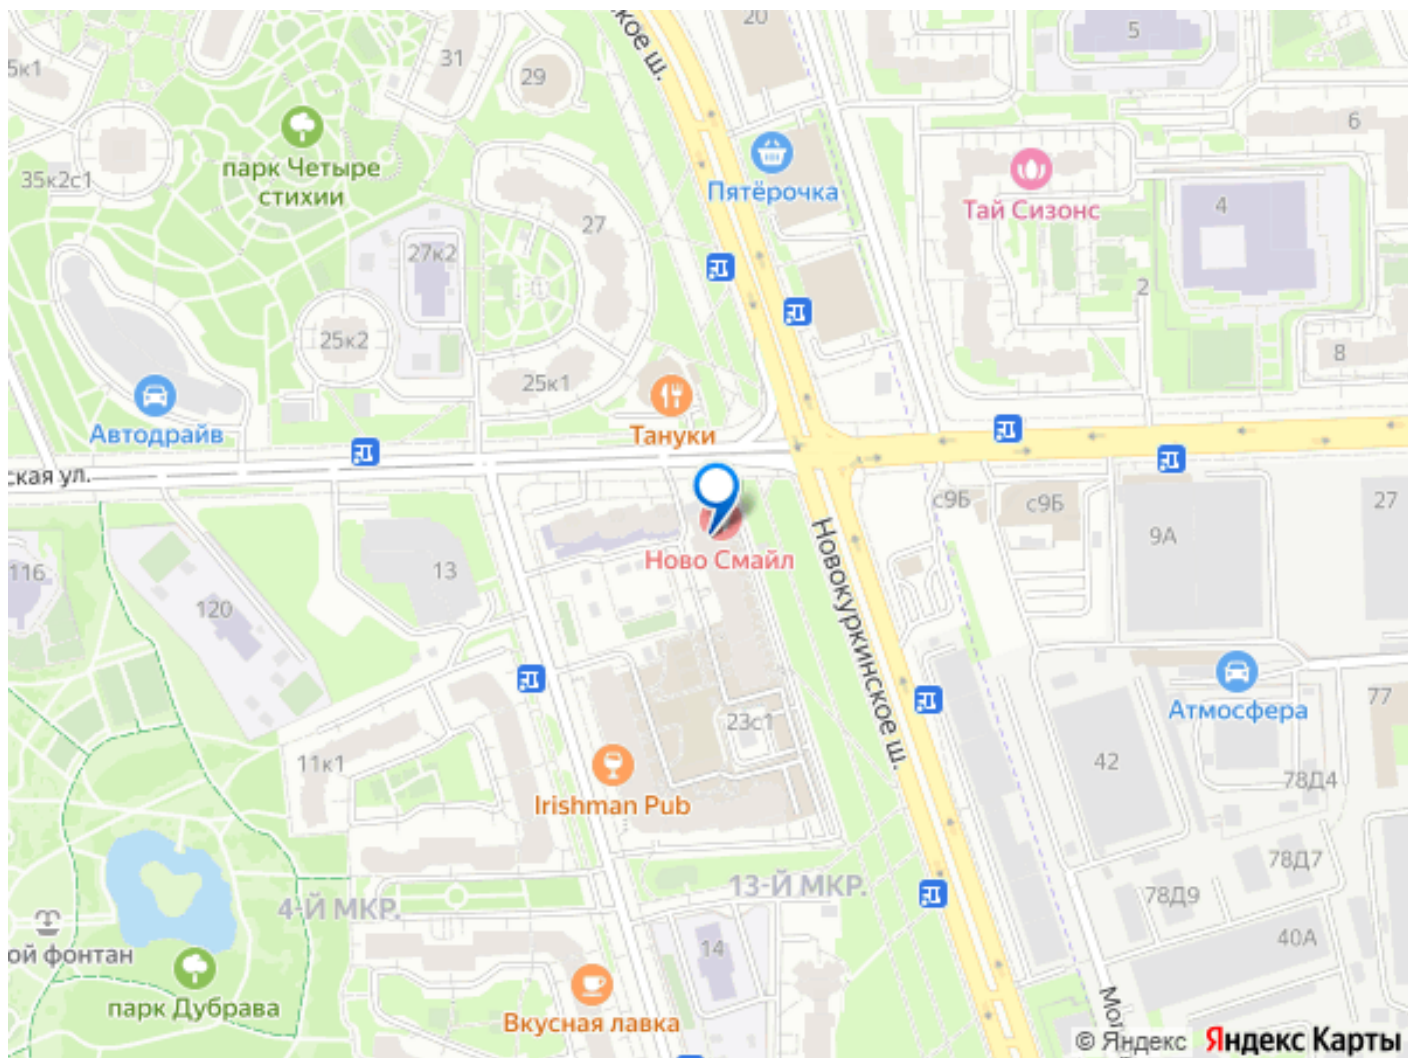 кое ш.
20
5
5к1
31
29
6
парк Четыре
стихии
Пятёрочка
35к2с1
Тай Сизонс
4
27
27к2
2
25к2
8
25к1
Автодрайв
Тануки
ская ул.
с9Б
с9Б
27
9А
Новокуркинское ш.
Ново Смайл
116
13
120
Атмосфера
77
23с1
11к1
42
78Д4
Irishman Pub
78Д7
13-Й МКР.
78Д9
4-Й МКР.
40А
14
ой фонтан
парк Дубрава
Вкусная лавка
Мог
© Яндекс Яндекс Карты